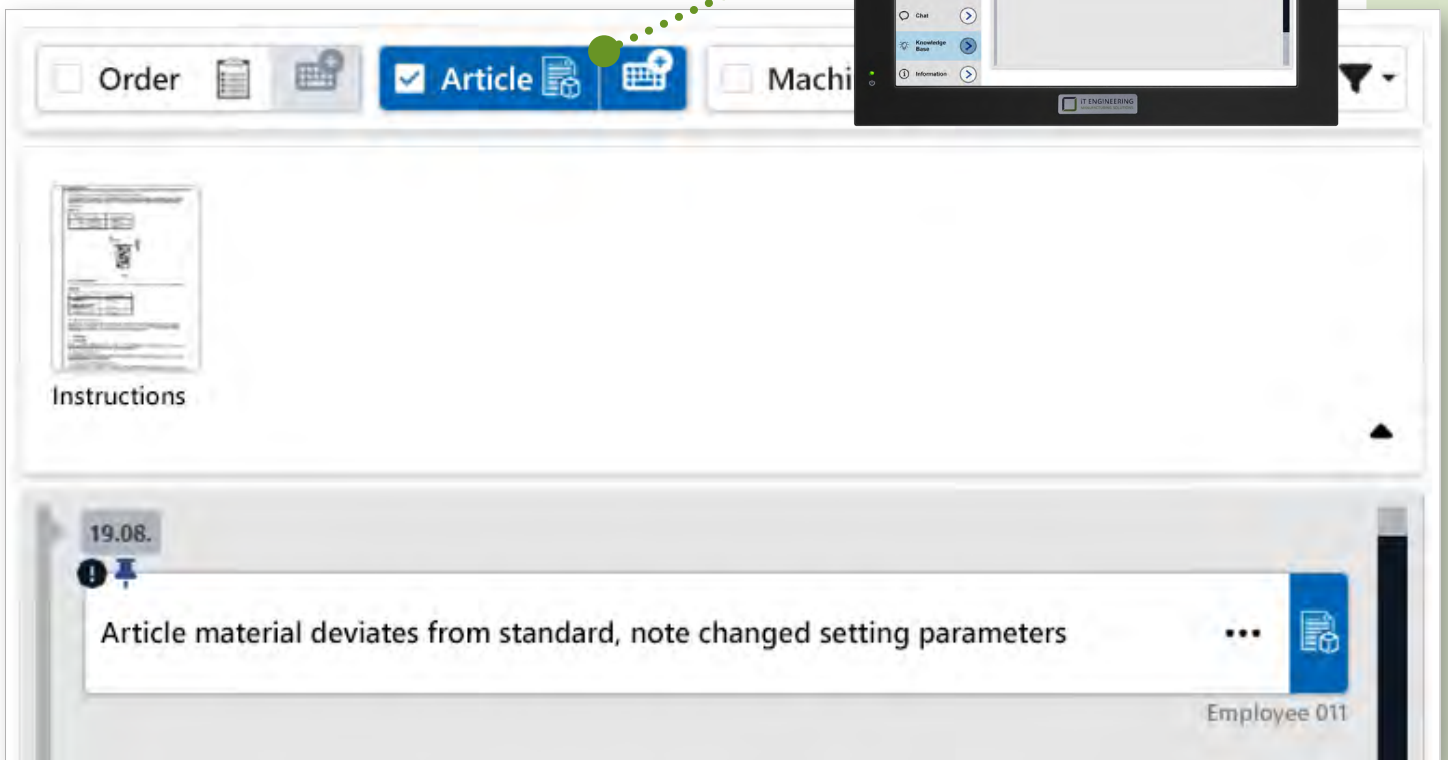 Chat
Knowledge
Base
Information
IT ENGINEERING
Order
Article
Machi
Instructions
19.08.
Article material deviates from standard, note changed setting parameters
Employee 011